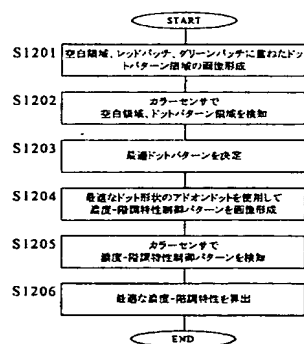 START
S1201
空白領域、レッドパッチ、グリーンパッチに重ねたドッ
トパターン領域の画像形成
S1202
カラーセンサで
空白領域、ドットパターン領域を検知
S1203
最適ドットパターンを決定
S1204
最適なドット形状のアドオンドットを使用して
濃度-階調特性制御パターンを画像形成
S1205
カラーセンサで
濃度-階調特性制御パターンを検知
S1206
最適な濃度-階調特性を算出
END